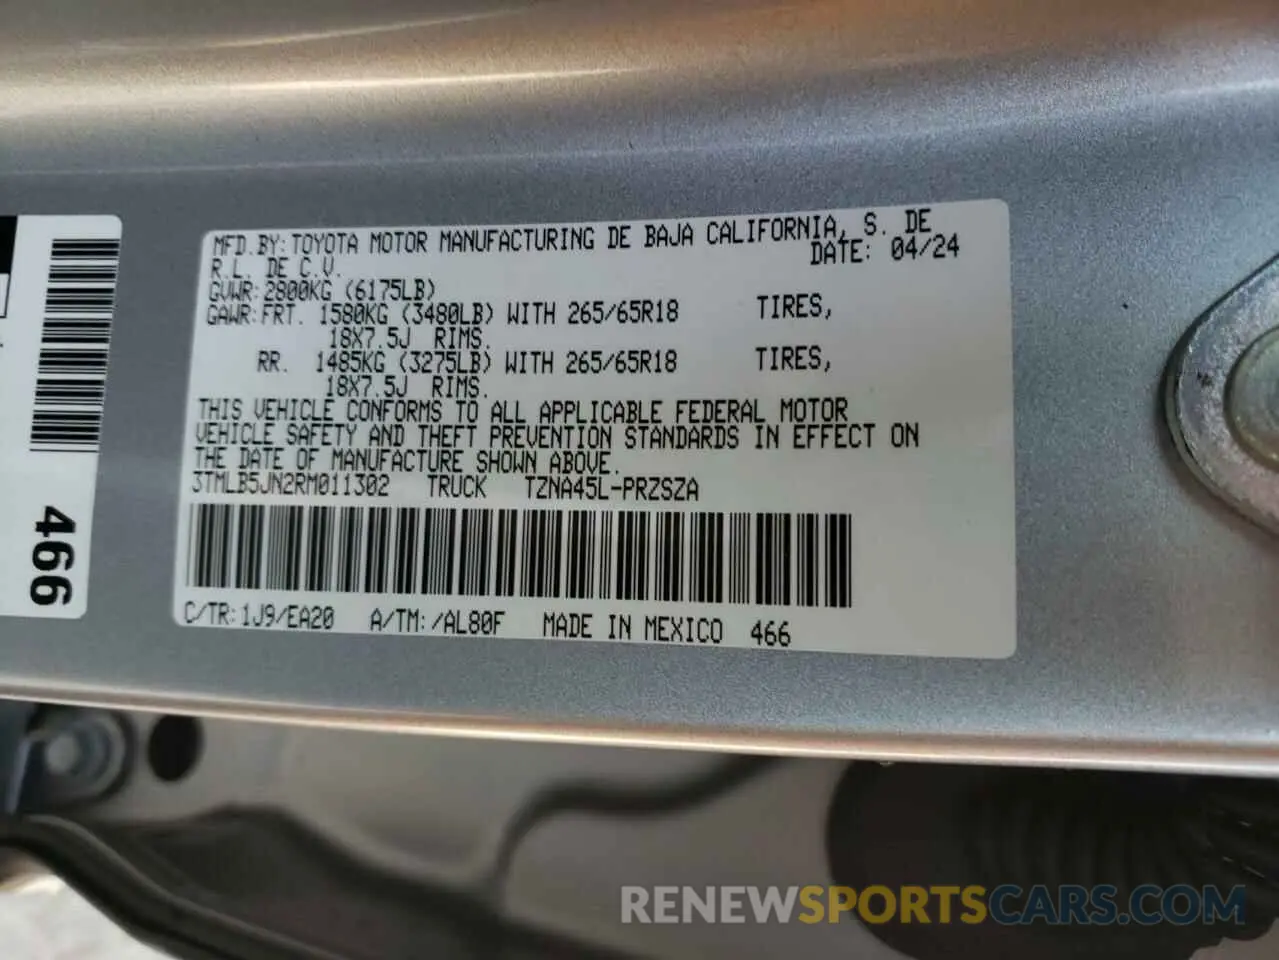 MFD.BY:TOYOTA MOTOR MANUFACTURING DE BAJA CALIFORNIA, S. DE
R.L. DE C.V. DATE: 04/24
GVWR:2800KG (6175LB)
GAWR:FRT. 1580KG (3480LB) WITH 265/65R18 TIRES,
18X7.5J RIMS.
RR. 1485KG (3275LB) WITH 265/65R18 TIRES,
18X7.5J RIMS.
THIS VEHICLE CONFORMS TO ALL APPLICABLE FEDERAL MOTOR
VEHICLE SAFETY AND THEFT PREVENTION STANDARDS IN EFFECT ON
THE DATE OF MANUFACTURE SHOWN ABOVE.
3TMLB5JN2RM011302 TRUCK TZNA45L-PRZSZA
C/TR:1J9/EA20 A/TM:/AL80F MADE IN MEXICO 466
466
RENEWSPORTSCARS.COM